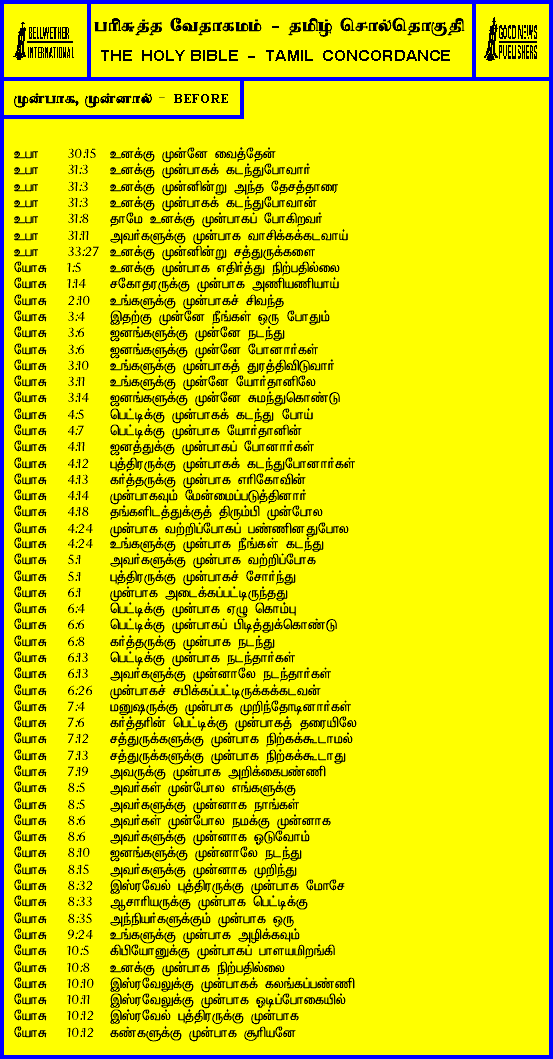 BELLWETHER
INTERNATIONAL
பரிசுத்த வேதாகமம் - தமிழ் சொல்தொகுதி
THE HOLY BIBLE - TAMIL CONCORDANCE
GOOD NEWS
PUBLISHERS
முன்பாக, முன்னால் - BEFORE
உபா 30:15 உனக்கு முன்னே வைத்தேன்
உபா 31:3 உனக்கு முன்பாகக் கடந்துபோவார்
உபா 31:3 உனக்கு முன்னின்று அந்த தேசத்தாரை
உபா 31:3 உனக்கு முன்பாகக் கடந்துபோவான்
உபா 31:8 தாமே உனக்கு முன்பாகப் போகிறவர்
உபா 31:11 அவர்களுக்கு முன்பாக வாசிக்கக்கடவாய்
உபா 33:27 உனக்கு முன்னின்று சத்துருக்களை
யோசு 1:5 உனக்கு முன்பாக எதிர்த்து நிற்பதில்லை
யோசு 1:14 சகோதரருக்கு முன்பாக அணியணியாய்
யோசு 2:10 உங்களுக்கு முன்பாகச் சிவந்த
யோசு 3:4 இதற்கு முன்னே நீங்கள் ஒரு போதும்
யோசு 3:6 ஜனங்களுக்கு முன்னே நடந்து
யோசு 3:6 ஜனங்களுக்கு முன்னே போனார்கள்
யோசு 3:10 உங்களுக்கு முன்பாகத் துரத்திவிடுவார்
யோசு 3:11 உங்களுக்கு முன்னே யோர்தானிலே
யோசு 3:14 ஜனங்களுக்கு முன்னே சுமந்துகொண்டு
யோசு 4:5 பெட்டிக்கு முன்பாகக் கடந்து போய்
யோசு 4:7 பெட்டிக்கு முன்பாக யோர்தானின்
யோசு 4:11 ஜனத்துக்கு முன்பாகப் போனார்கள்
யோசு 4:12 புத்திரருக்கு முன்பாகக் கடந்துபோனார்கள்
யோசு 4:13 கர்த்தருக்கு முன்பாக எரிகோவின்
யோசு 4:14 முன்பாகவும் மேன்மைப்படுத்தினார்
யோசு 4:18 தங்களிடத்துக்குத் திரும்பி முன்போல
யோசு 4:24 முன்பாக வற்றிப்போகப் பண்ணினதுபோல
யோசு 4:24 உங்களுக்கு முன்பாக நீங்கள் கடந்து
யோசு 5:1 அவர்களுக்கு முன்பாக வற்றிப்போக
யோசு 5:1 புத்திரருக்கு முன்பாகச் சோர்ந்து
யோசு 6:1 முன்பாக அடைக்கப்பட்டிருந்தது
யோசு 6:4 பெட்டிக்கு முன்பாக ஏழு கொம்பு
யோசு 6:6 பெட்டிக்கு முன்பாகப் பிடித்துக்கொண்டு
யோசு 6:8 கர்த்தருக்கு முன்பாக நடந்து
யோசு 6:13 பெட்டிக்கு முன்பாக நடந்தார்கள்
யோசு 6:13 அவர்களுக்கு முன்னாலே நடந்தார்கள்
யோசு 6:26 முன்பாகச் சபிக்கப்பட்டிருக்கக்கடவன்
யோசு 7:4 மனுஷருக்கு முன்பாக முறிந்தோடினார்கள்
யோசு 7:6 கர்த்தரின் பெட்டிக்கு முன்பாகத் தரையிலே
யோசு 7:12 சத்துருக்களுக்கு முன்பாக நிற்கக்கூடாமல்
யோசு 7:13 சத்துருக்களுக்கு முன்பாக நிற்கக்கூடாது
யோசு 7:19 அவருக்கு முன்பாக அறிக்கைபண்ணி
யோசு 8:5 அவர்கள் முன்போல எங்களுக்கு
யோசு 8:5 அவர்களுக்கு முன்னாக நாங்கள்
யோசு 8:6 அவர்கள் முன்போல நமக்கு முன்னாக
யோசு 8:6 அவர்களுக்கு முன்னாக ஓடுவோம்
யோசு 8:10 ஜனங்களுக்கு முன்னாலே நடந்து
யோசு 8:15 அவர்களுக்கு முன்னாக முறிந்து
யோசு 8:32 இஸ்ரவேல் புத்திரருக்கு முன்பாக மோசே
யோசு 8:33 ஆசாரியருக்கு முன்பாக பெட்டிக்கு
யோசு 8:35 அந்நியர்களுக்கும் முன்பாக ஒரு
யோசு 9:24 உங்களுக்கு முன்பாக அழிக்கவும்
யோசு 10:5 கிபியோனுக்கு முன்பாகப் பாளயமிறங்கி
யோசு 10:8 உனக்கு முன்பாக நிற்பதில்லை
யோசு 10:10 இஸ்ரவேலுக்கு முன்பாகக் கலங்கப்பண்ணி
யோசு 10:11 இஸ்ரவேலுக்கு முன்பாக ஓடிப்போகையில்
யோசு 10:12 இஸ்ரவேல் புத்திரருக்கு முன்பாக
யோசு 10:12 கண்களுக்கு முன்பாக சூரியனே